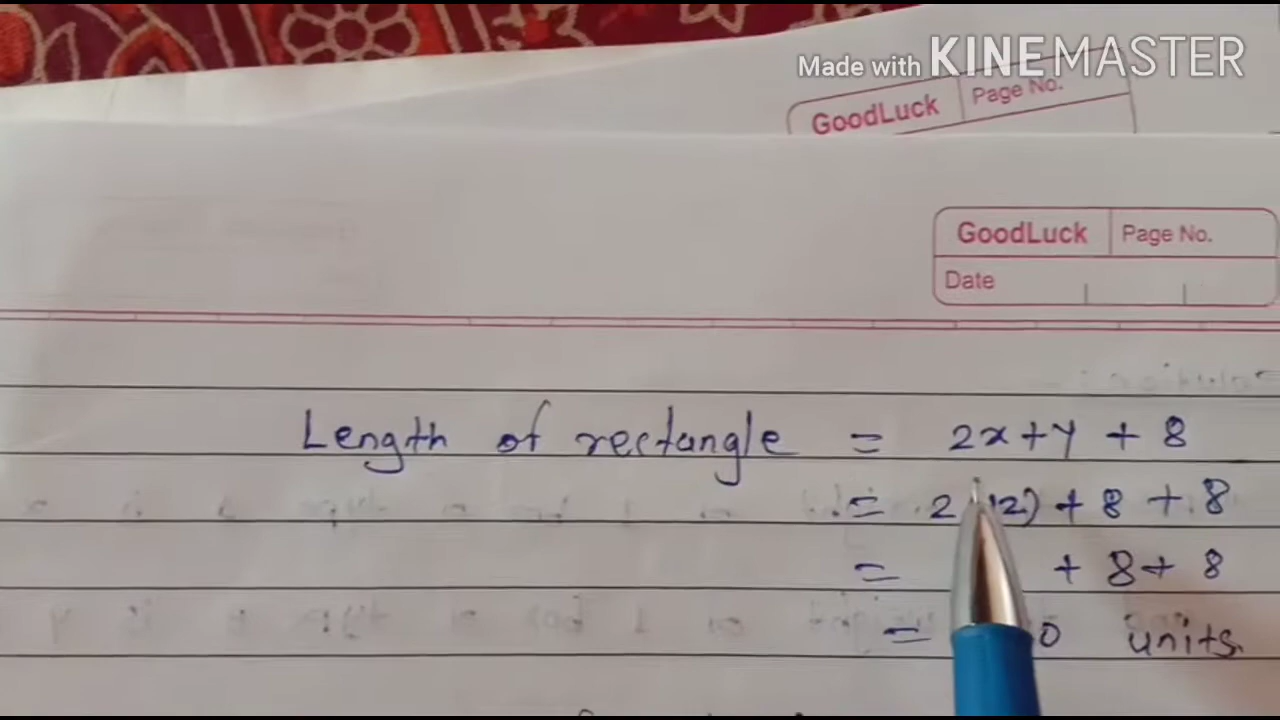 Made with KINEMASTER
GoodLuck Page No.
GoodLuck Page No.
Date
Length of rectangle = 2x+y + 8
= 2 12) + 8 + 8
= + 8+ 8
= 0 units.